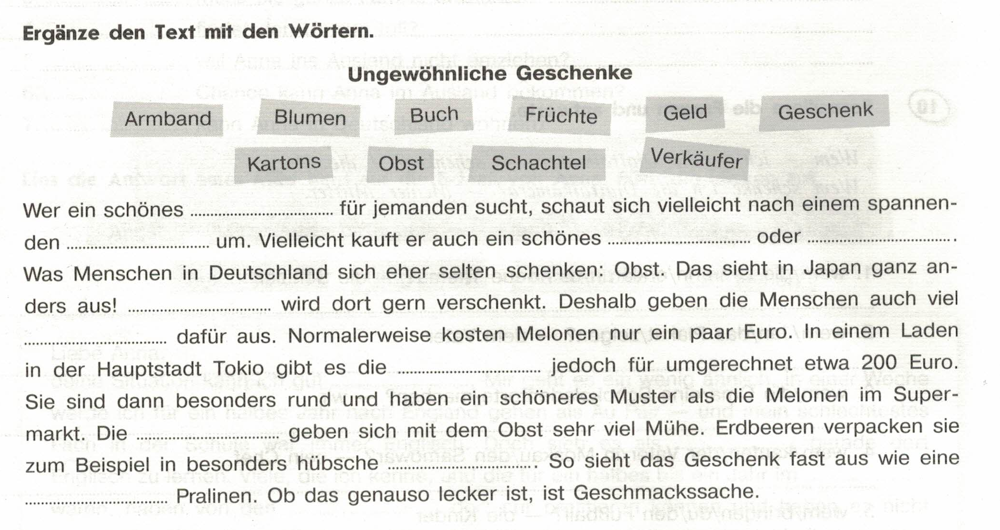 Ergänze den Text mit den Wörtern.
Ungewöhnliche Geschenke
Armband Blumen Buch Früchte Geld Geschenk
Kartons Obst Schachtel Verkäufer
Wer ein schönes .................................... für jemanden sucht, schaut sich vielleicht nach einem spannen-
den .................................... um. Vielleicht kauft er auch ein schönes .................................... oder .................................... .
Was Menschen in Deutschland sich eher selten schenken: Obst. Das sieht in Japan ganz an-
ders aus! .................................... wird dort gern verschenkt. Deshalb geben die Menschen auch viel
.................................... dafür aus. Normalerweise kosten Melonen nur ein paar Euro. In einem Laden
in der Hauptstadt Tokio gibt es die .................................... jedoch für umgerechnet etwa 200 Euro.
Sie sind dann besonders rund und haben ein schöneres Muster als die Melonen im Super-
markt. Die .................................... geben sich mit dem Obst sehr viel Mühe. Erdbeeren verpacken sie
zum Beispiel in besonders hübsche .................................... . So sieht das Geschenk fast aus wie eine
.................................... Pralinen. Ob das genauso lecker ist, ist Geschmackssache.